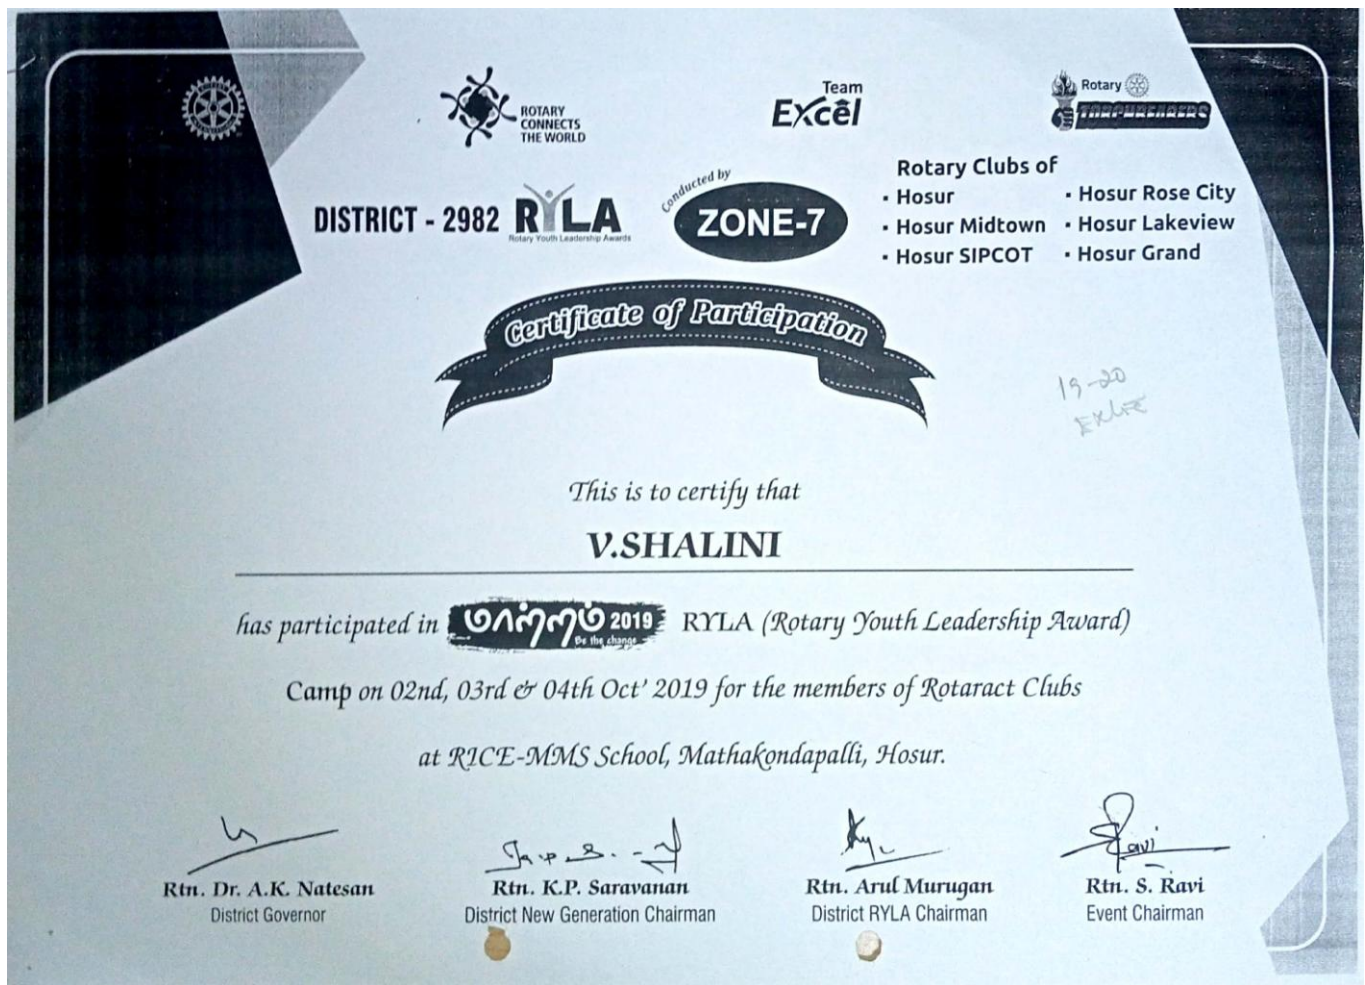 ROTARY
CONNECTS
THE WORLD
Team
Excel
Rotary
DISTRICT - 2982 RYLA
Rotary Youth Leadership Awards
Conducted by
ZONE-7
Rotary Clubs of
· Hosur
· Hosur Midtown
· Hosur SIPCOT
· Hosur Rose City
· Hosur Lakeview
· Hosur Grand
Certificate of Participation
19-20
This is to certify that
V.SHALINI
has participated in மாற்றம் 2019 RYLA (Rotary Youth Leadership Award)
Be the change
Camp on 02nd, 03rd & 04th Oct' 2019 for the members of Rotaract Clubs
at RICE-MMS School, Mathakondapalli, Hosur.
Ravi
Rtn. Dr. A.K. Natesan
District Governor
Rtn. K.P. Saravanan
District New Generation Chairman
Rtn. Arul Murugan
District RYLA Chairman
Rtn. S. Ravi
Event Chairman